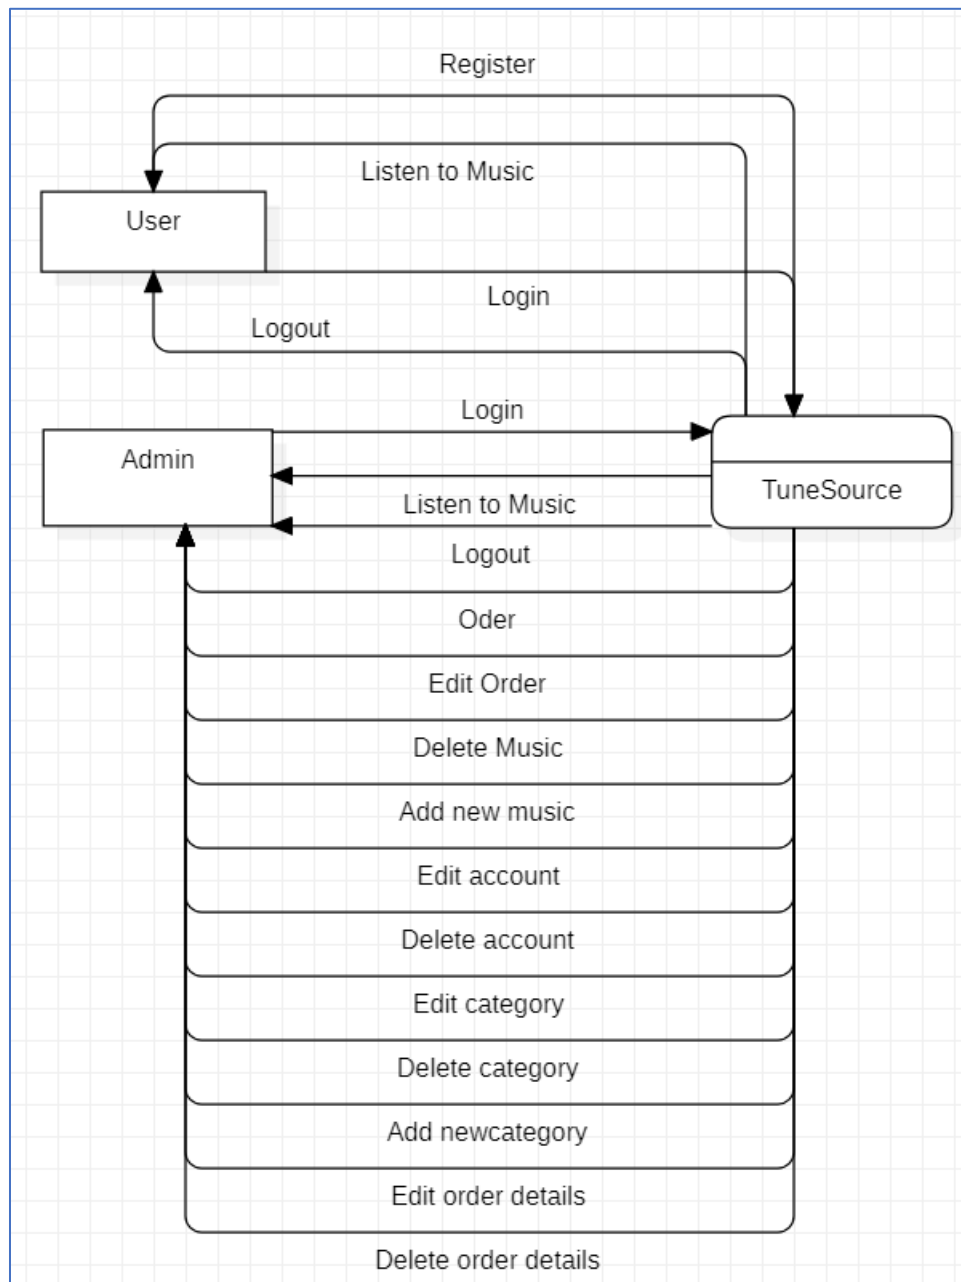 Register
Listen to Music
User
Login
Logout
Login
Admin
TuneSource
Listen to Music
Logout
Oder
Edit Order
Delete Music
Add new music
Edit account
Delete account
Edit category
Delete category
Add newcategory
Edit order details
Delete order details